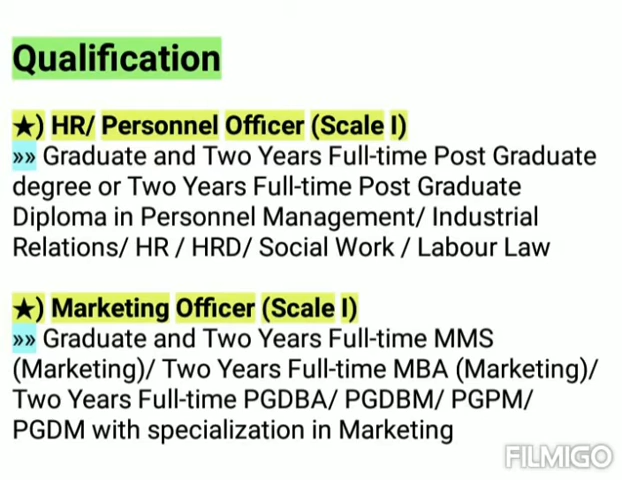 Qualification
★) HR/ Personnel Officer (Scale I)
»» Graduate and Two Years Full-time Post Graduate
degree or Two Years Full-time Post Graduate
Diploma in Personnel Management/ Industrial
Relations/ HR / HRD/ Social Work / Labour Law
★) Marketing Officer (Scale I)
»» Graduate and Two Years Full-time MMS
(Marketing)/ Two Years Full-time MBA (Marketing)/
Two Years Full-time PGDBA/ PGDBM/ PGPM/
PGDM with specialization in Marketing
FILMIGO